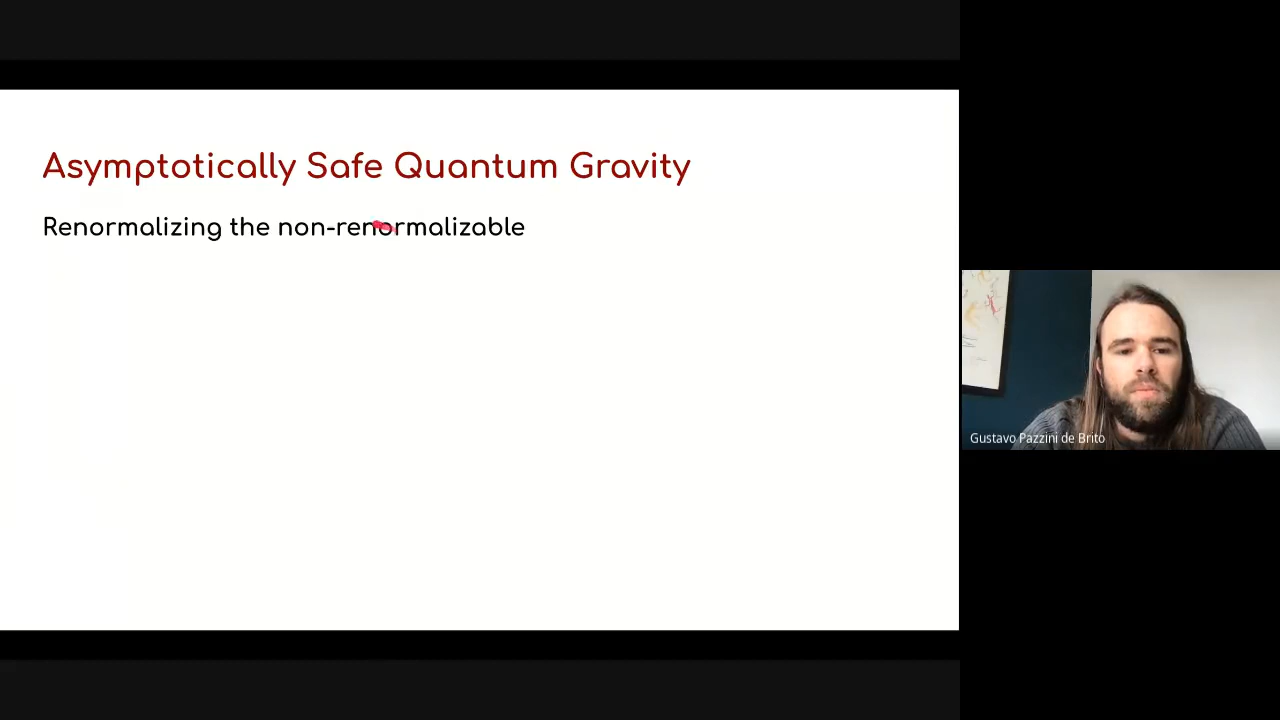 Asymptotically Safe Quantum Gravity
Renormalizing the non-renormalizable
Gustavo Pazzini de Brito